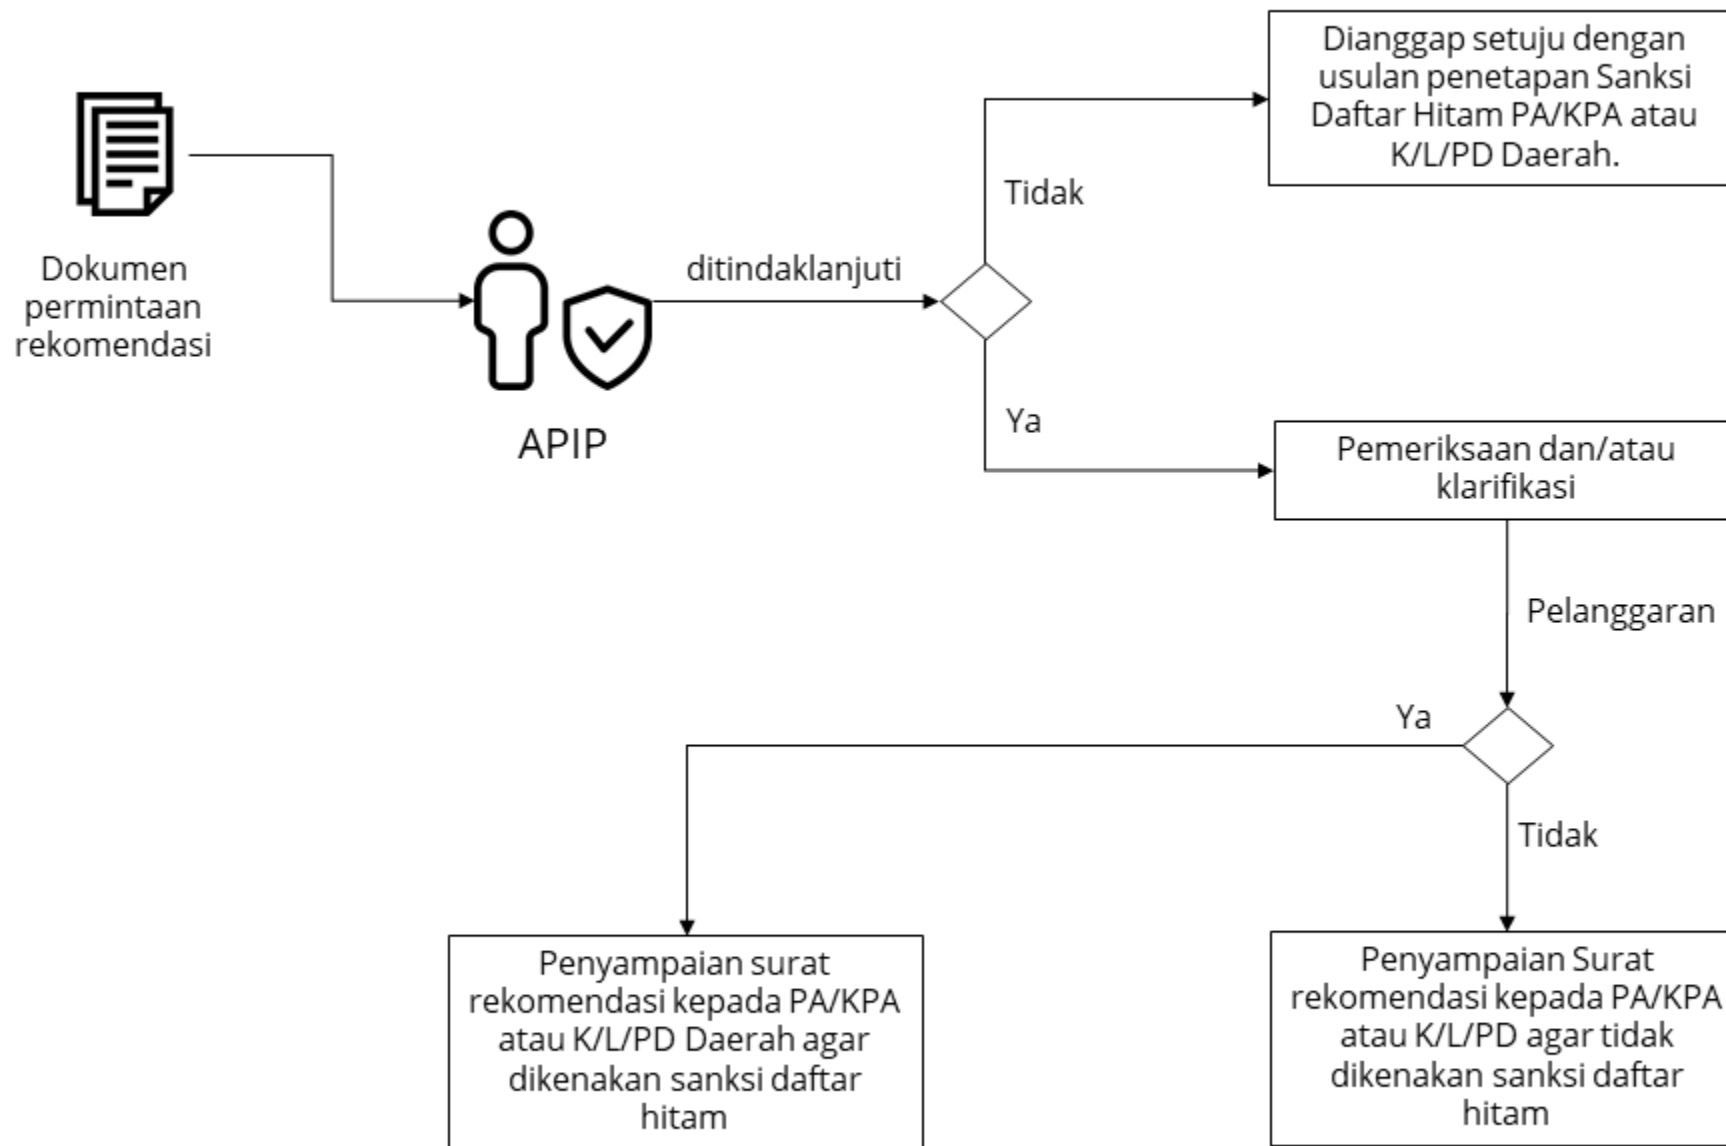 Dianggap setuju dengan
usulan penetapan Sanksi
Daftar Hitam PA/KPA atau
K/L/PD Daerah.
Tidak
Dokumen
permintaan
rekomendasi
ditindaklanjuti
APIP
Ya
Pemeriksaan dan/atau
klarifikasi
Pelanggaran
Ya
Tidak
Penyampaian surat
rekomendasi kepada PA/KPA
atau K/L/PD Daerah agar
dikenakan sanksi daftar
hitam
Penyampaian Surat
rekomendasi kepada PA/KPA
atau K/L/PD agar tidak
dikenakan sanksi daftar
hitam